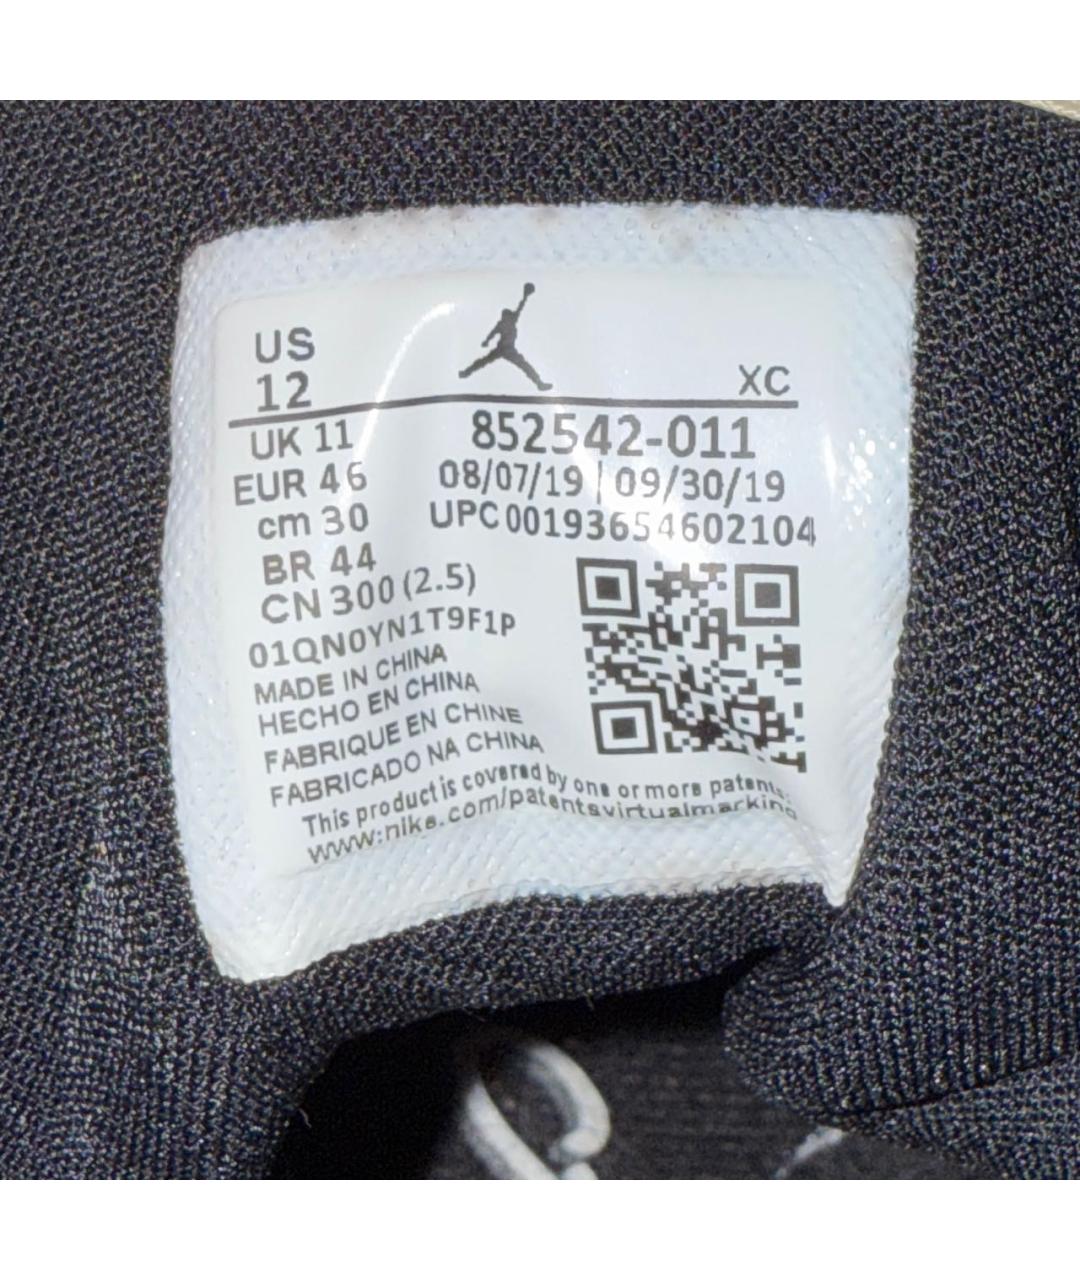 US
12
XC
UK 11
852542-011
EUR 46
08/07/19 | 09/30/19
cm 30
UPC 00193654602104
BR 44
CN 300 (2.5)
01QN0YN1T9F1P
MADE IN CHINA
HECHO EN CHINA
FABRIQUE EN CHINE
FABRICADO NA CHINA
This product is covered by one or more patents.
www.nike.com/patentsvirtualmarking